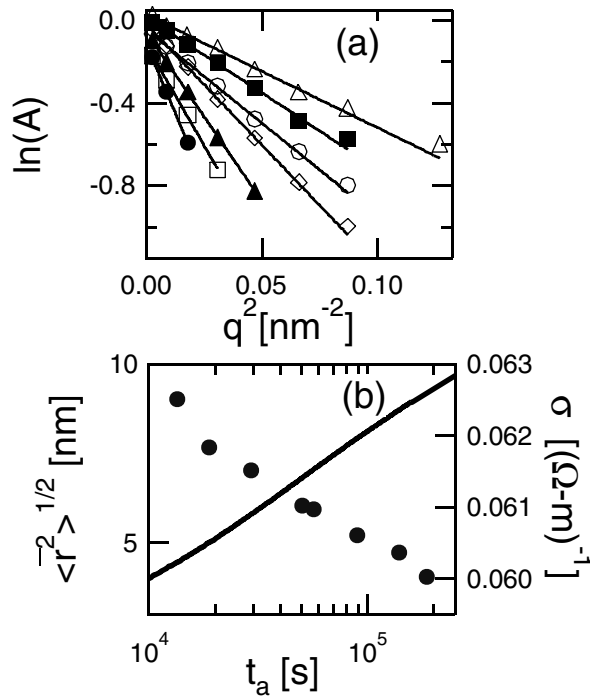 (a)
ln(A)
0.0
-0.4
-0.8
0.00 0.05 0.10
q²[nm⁻²]
(b)
<r̅²>^1/2 [nm]
10
5
0.063
0.062
0.061
0.060
σ [(Ω-m)⁻¹]
10⁴ 10⁵
tₐ [s]